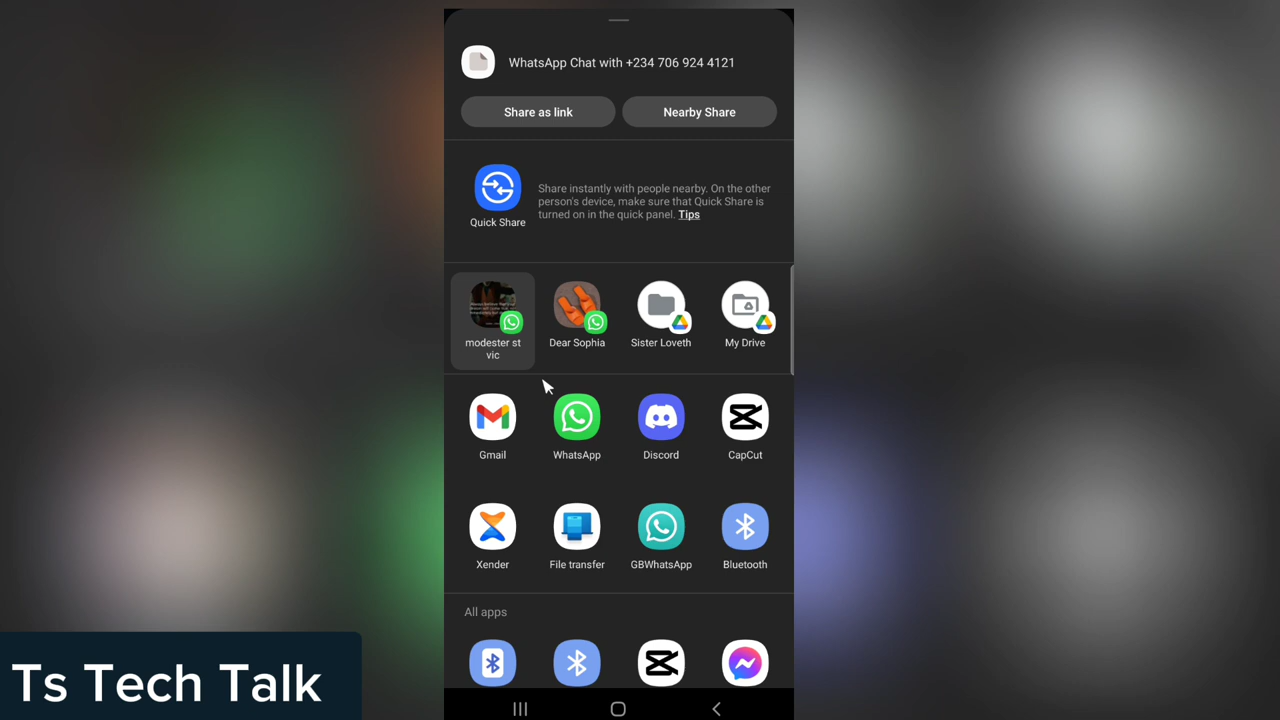 WhatsApp Chat with +234 706 924 4121
Share as link
Nearby Share
Share instantly with people nearby. On the other
person's device, make sure that Quick Share is
turned on in the quick panel. Tips
Quick Share
modester st
vic
Dear Sophia
Sister Loveth
My Drive
Gmail
WhatsApp
Discord
CapCut
Xender
File transfer
GBWhatsApp
Bluetooth
All apps
Ts Tech Talk